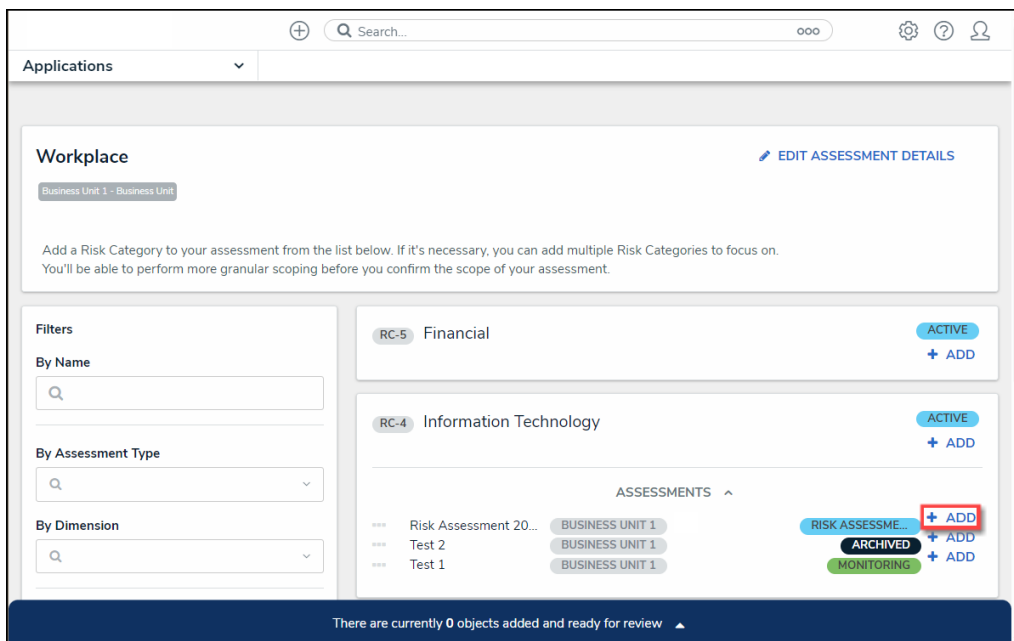 Search...
Applications
Workplace
EDIT ASSESSMENT DETAILS
Business Unit 1 - Business Unit
Add a Risk Category to your assessment from the list below. If it's necessary, you can add multiple Risk Categories to focus on.
You'll be able to perform more granular scoping before you confirm the scope of your assessment.
Filters
By Name
By Assessment Type
By Dimension
RC-5 Financial
ACTIVE
+ ADD
RC-4 Information Technology
ACTIVE
+ ADD
ASSESSMENTS
Risk Assessment 20... BUSINESS UNIT 1 RISK ASSESSME... + ADD
Test 2 BUSINESS UNIT 1 ARCHIVED + ADD
Test 1 BUSINESS UNIT 1 MONITORING + ADD
There are currently 0 objects added and ready for review